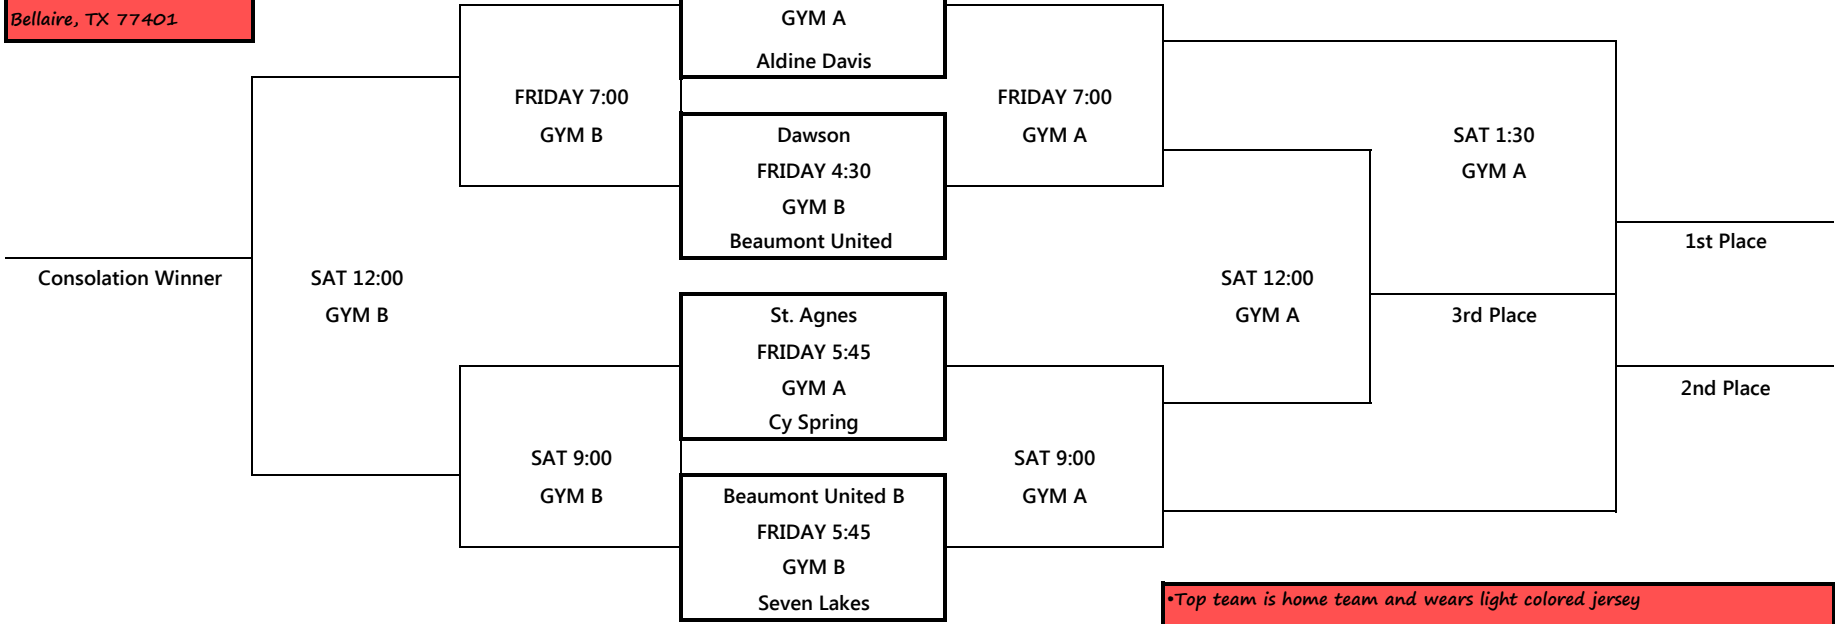 Bellaire, TX 77401
GYM A
Aldine Davis
FRIDAY 7:00
GYM B
FRIDAY 7:00
GYM A
Dawson
FRIDAY 4:30
GYM B
Beaumont United
SAT 1:30
GYM A
1st Place
Consolation Winner
SAT 12:00
GYM B
SAT 12:00
GYM A
St. Agnes
FRIDAY 5:45
GYM A
Cy Spring
3rd Place
2nd Place
SAT 9:00
GYM B
SAT 9:00
GYM A
Beaumont United B
FRIDAY 5:45
GYM B
Seven Lakes
•Top team is home team and wears light colored jersey